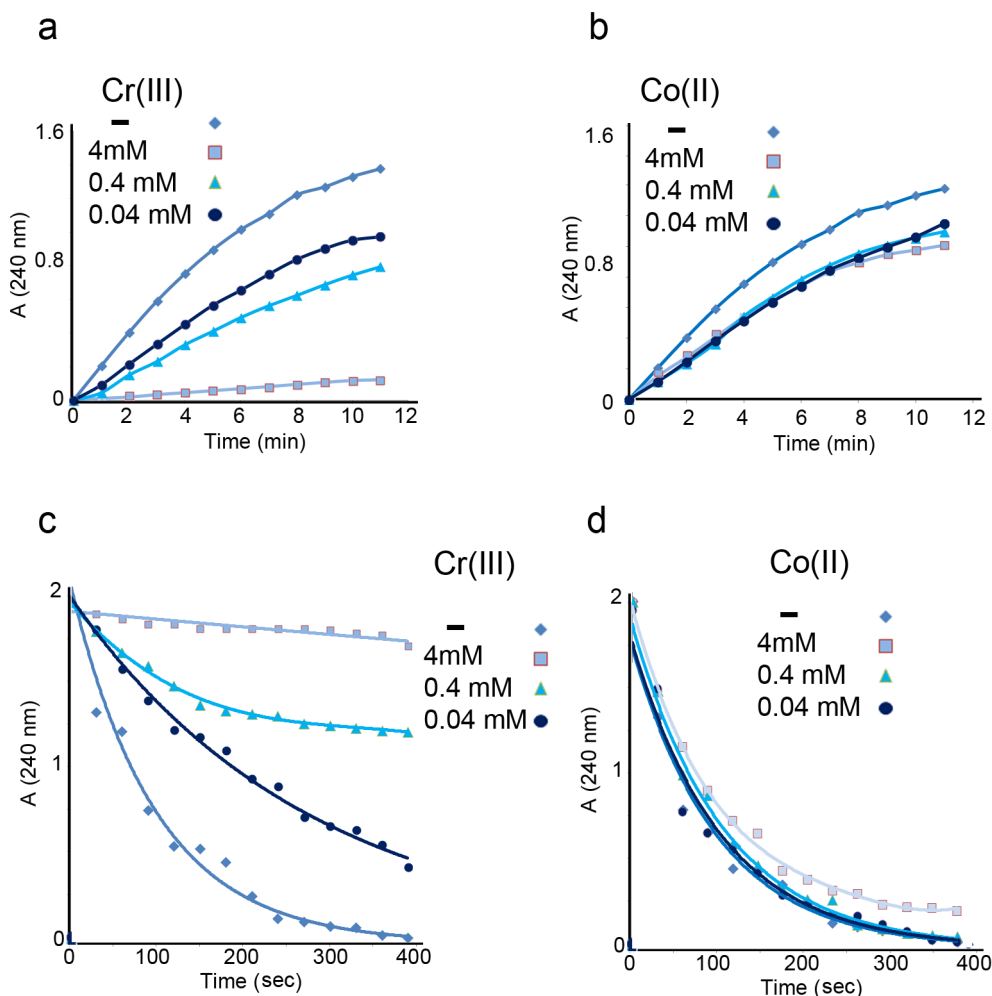 a
Cr(III)
–
4mM
0.4 mM
0.04 mM
1.6
0.8
0
A (240 nm)
0 2 4 6 8 10 12
Time (min)
b
Co(II)
–
4mM
0.4 mM
0.04 mM
1.6
0.8
0
A (240 nm)
0 2 4 6 8 10 12
Time (min)
c
Cr(III)
–
4mM
0.4 mM
0.04 mM
2
1
0
A (240 nm)
0 100 200 300 400
Time (sec)
d
Co(II)
–
4mM
0.4 mM
0.04 mM
2
1
0
A (240 nm)
0 100 200 300 400
Time (sec)